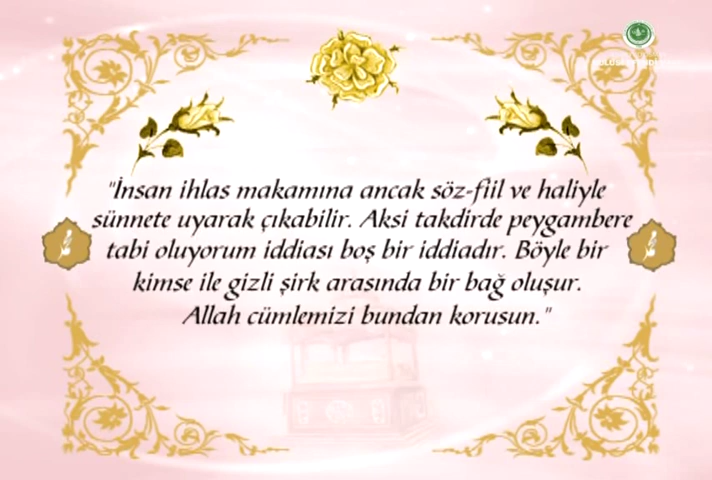 "İnsan ihlas makamına ancak söz-fiil ve haliyle
sünnete uyarak çıkabilir. Aksi takdirde peygambere
tabi oluyorum iddiası boş bir iddiadır. Böyle bir
kimse ile gizli şirk arasında bir bağ oluşur.
Allah cümlemizi bundan korusun."